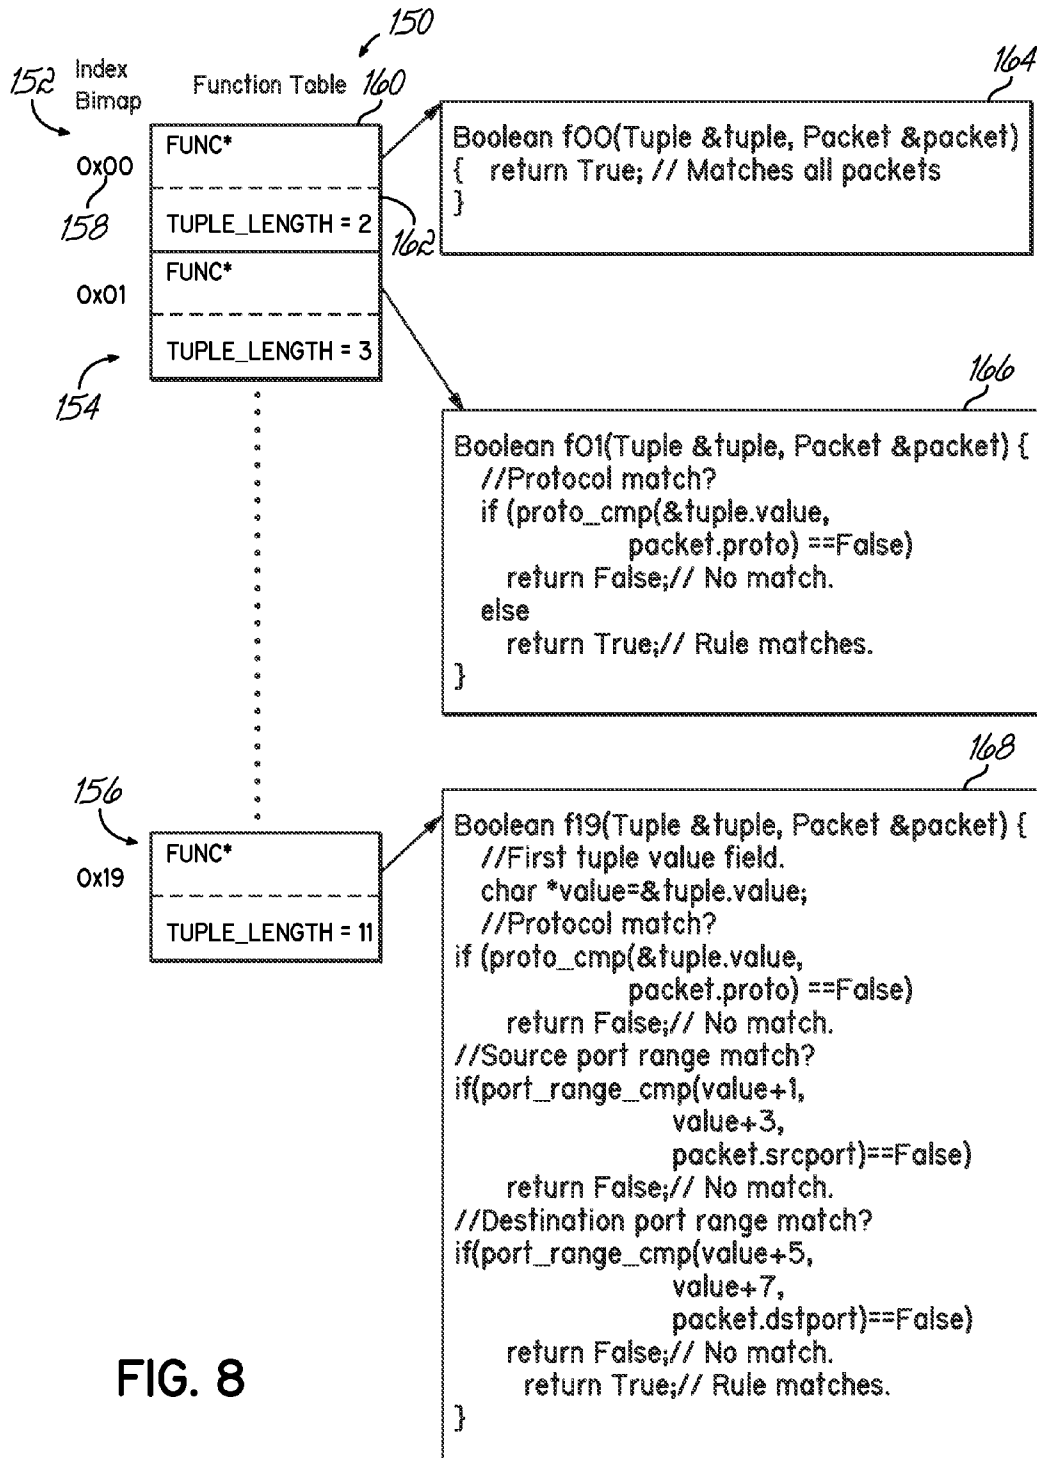 150
152
Index
Bimap
Function Table
160
164
FUNC*
0x00
158
TUPLE_LENGTH = 2
162
Boolean f00(Tuple &tuple, Packet &packet)
{ return True; // Matches all packets
}
FUNC*
0x01
TUPLE_LENGTH = 3
154
166
Boolean f01(Tuple &tuple, Packet &packet) {
//Protocol match?
if (proto_cmp(&tuple.value,
packet.proto) ==False)
return False;// No match.
else
return True;// Rule matches.
}
156
FUNC*
0x19
TUPLE_LENGTH = 11
168
Boolean f19(Tuple &tuple, Packet &packet) {
//First tuple value field.
char *value=&tuple.value;
//Protocol match?
if (proto_cmp(&tuple.value,
packet.proto) ==False)
return False;// No match.
//Source port range match?
if(port_range_cmp(value+1,
value+3,
packet.srcport)==False)
return False;// No match.
//Destination port range match?
if(port_range_cmp(value+5,
value+7,
packet.dstport)==False)
return False;// No match.
return True;// Rule matches.
}
FIG. 8